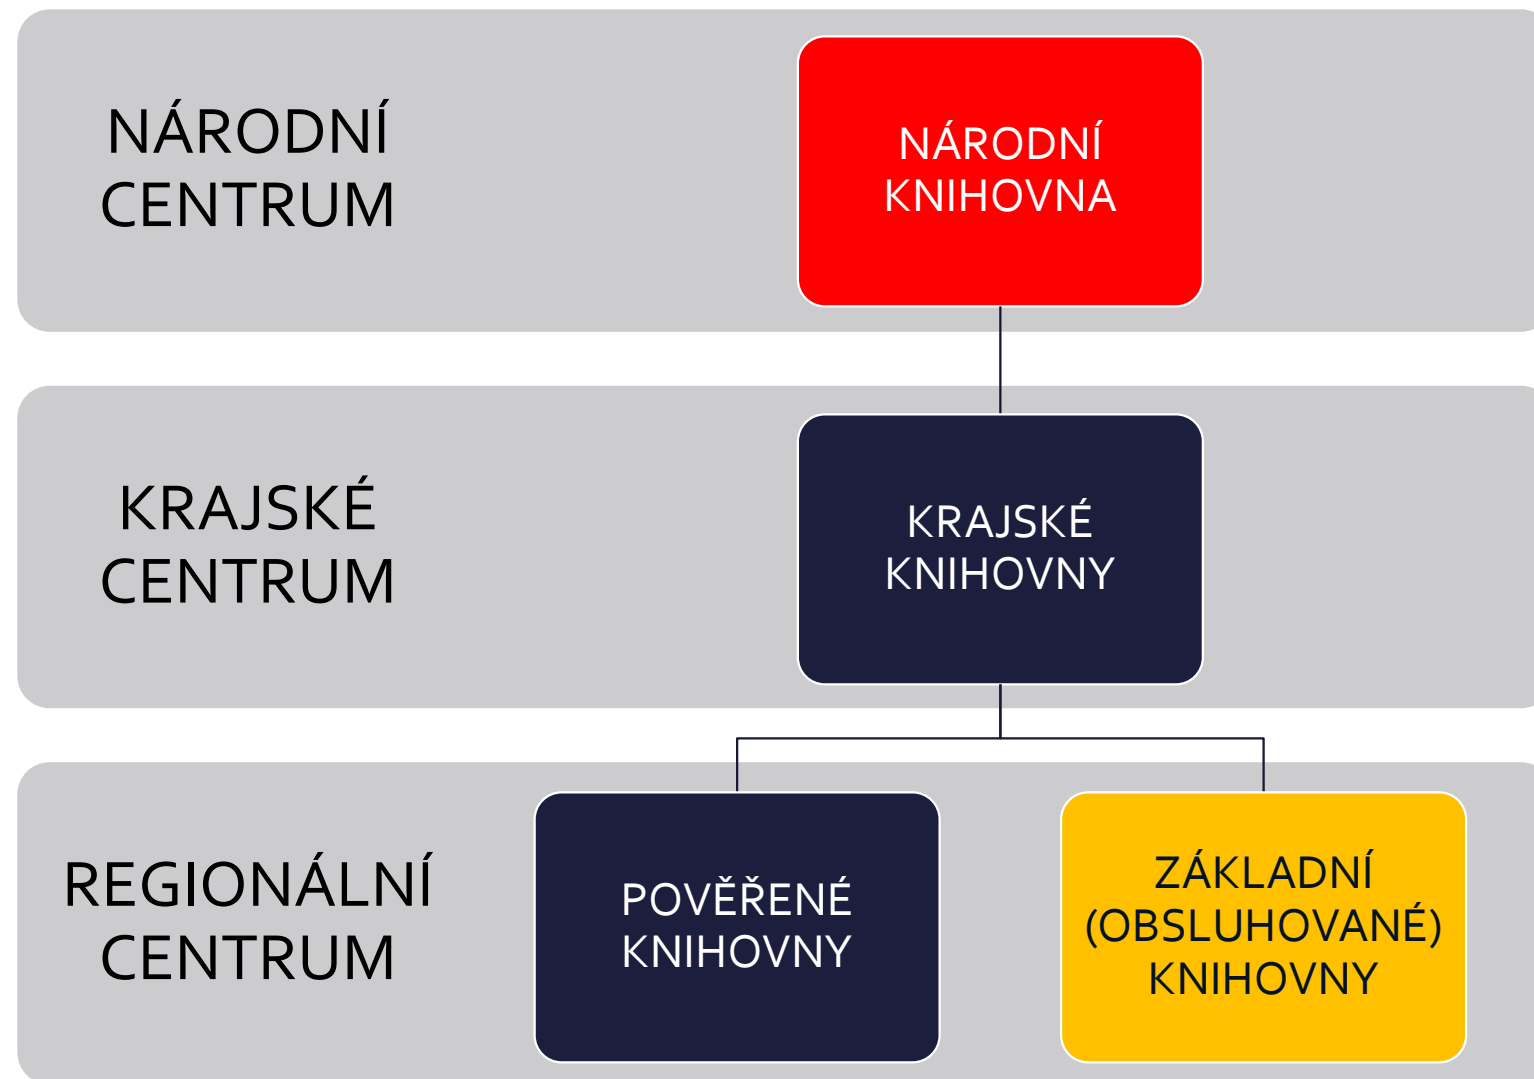 NÁRODNÍ
CENTRUM
NÁRODNÍ
KNIHOVNA
KRAJSKÉ
CENTRUM
KRAJSKÉ
KNIHOVNY
REGIONÁLNÍ
CENTRUM
POVĚŘENÉ
KNIHOVNY
ZÁKLADNÍ
(OBSLUHOVANÉ)
KNIHOVNY